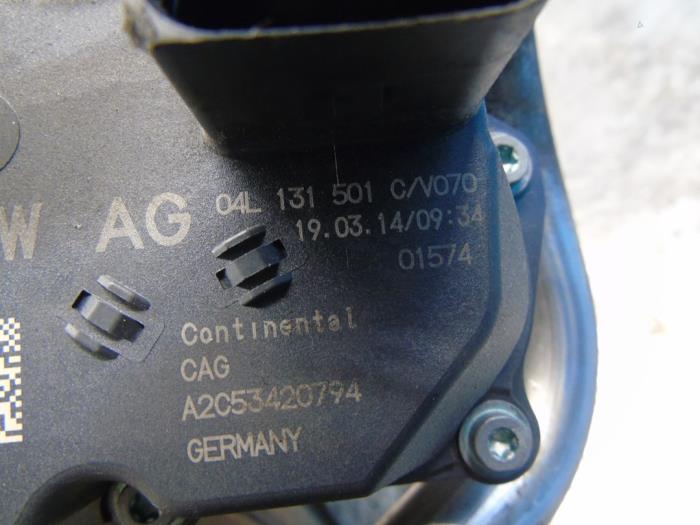 W AG 04L 131 501 C/V070
19.03.14/09:34
01574
Continental
CAG
A2C53420794
GERMANY